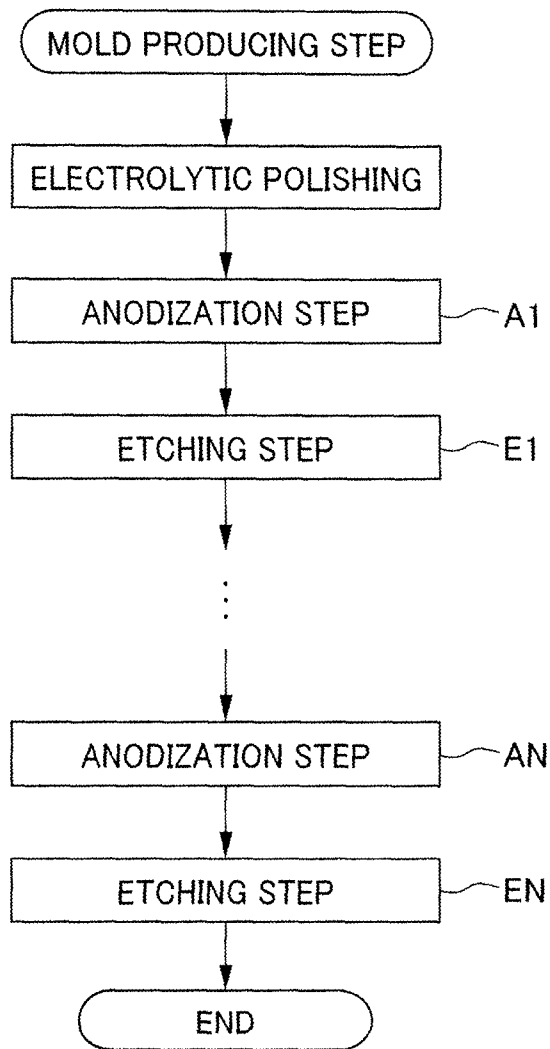 MOLD PRODUCING STEP
ELECTROLYTIC POLISHING
ANODIZATION STEP
A1
ETCHING STEP
E1
ANODIZATION STEP
AN
ETCHING STEP
EN
END